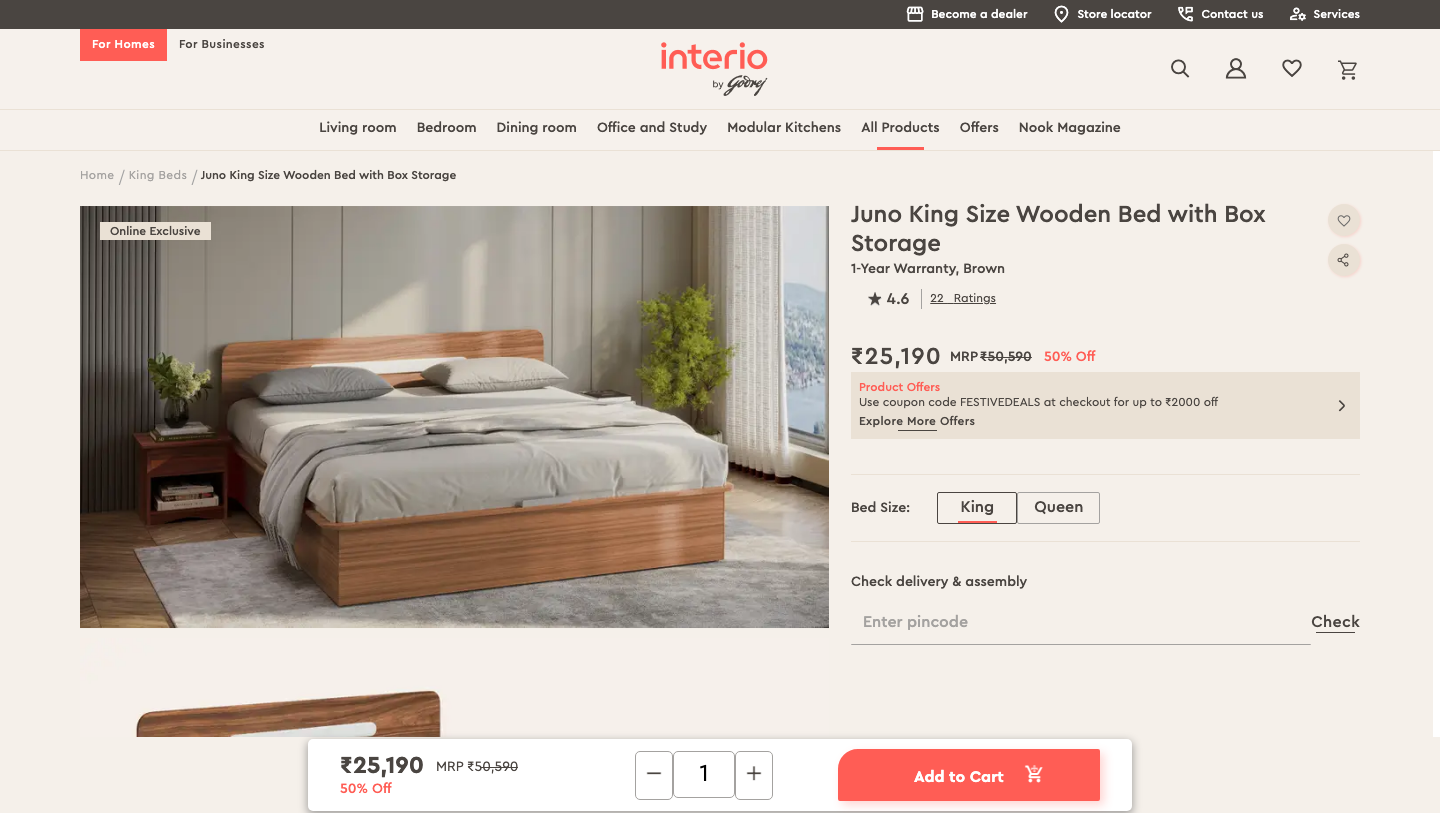 Become a dealer
Store locator
Contact us
Services
For Homes
For Businesses
interio
by Godrej
Living room
Bedroom
Dining room
Office and Study
Modular Kitchens
All Products
Offers
Nook Magazine
Home / King Beds / Juno King Size Wooden Bed with Box Storage
Online Exclusive
Juno King Size Wooden Bed with Box
Storage
1-Year Warranty, Brown
★ 4.6
22 Ratings
₹25,190 MRP ₹50,590 50% Off
Product Offers
Use coupon code FESTIVEDEALS at checkout for up to ₹2000 off
Explore More Offers
Bed Size:
King
Queen
Check delivery & assembly
Enter pincode
Check
₹25,190 MRP ₹50,590
50% Off
− 1 +
Add to Cart